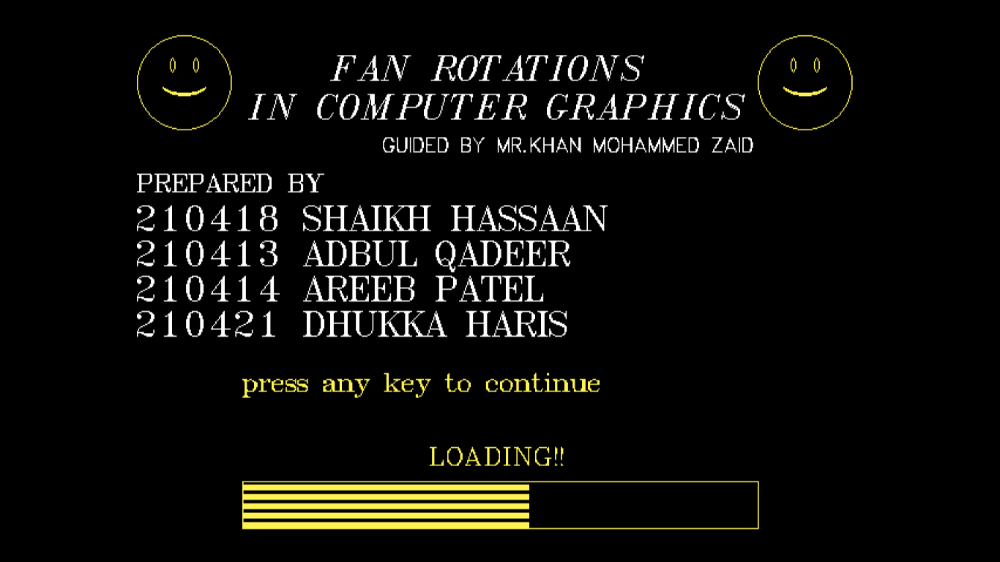 FAN ROTATIONS
IN COMPUTER GRAPHICS
GUIDED BY MR.KHAN MOHAMMED ZAID
PREPARED BY
210418 SHAIKH HASSAAN
210413 ADBUL QADEER
210414 AREEB PATEL
210421 DHUKKA HARIS
press any key to continue
LOADING!!